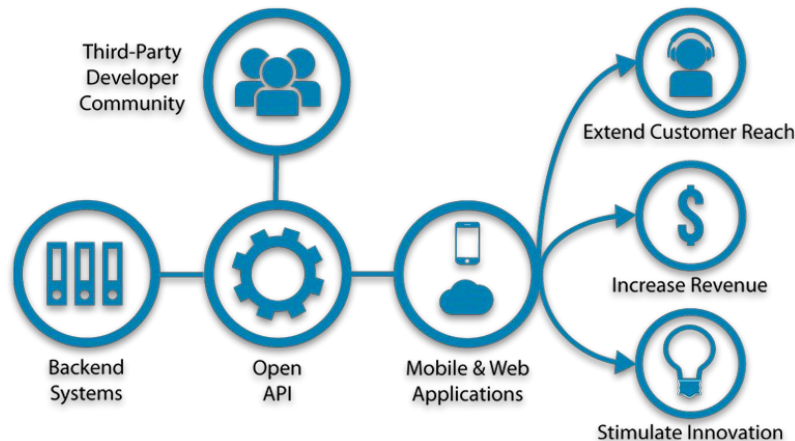 Third-Party
Developer
Community
Extend Customer Reach
$
Increase Revenue
Backend
Systems
Open
API
Mobile & Web
Applications
Stimulate Innovation